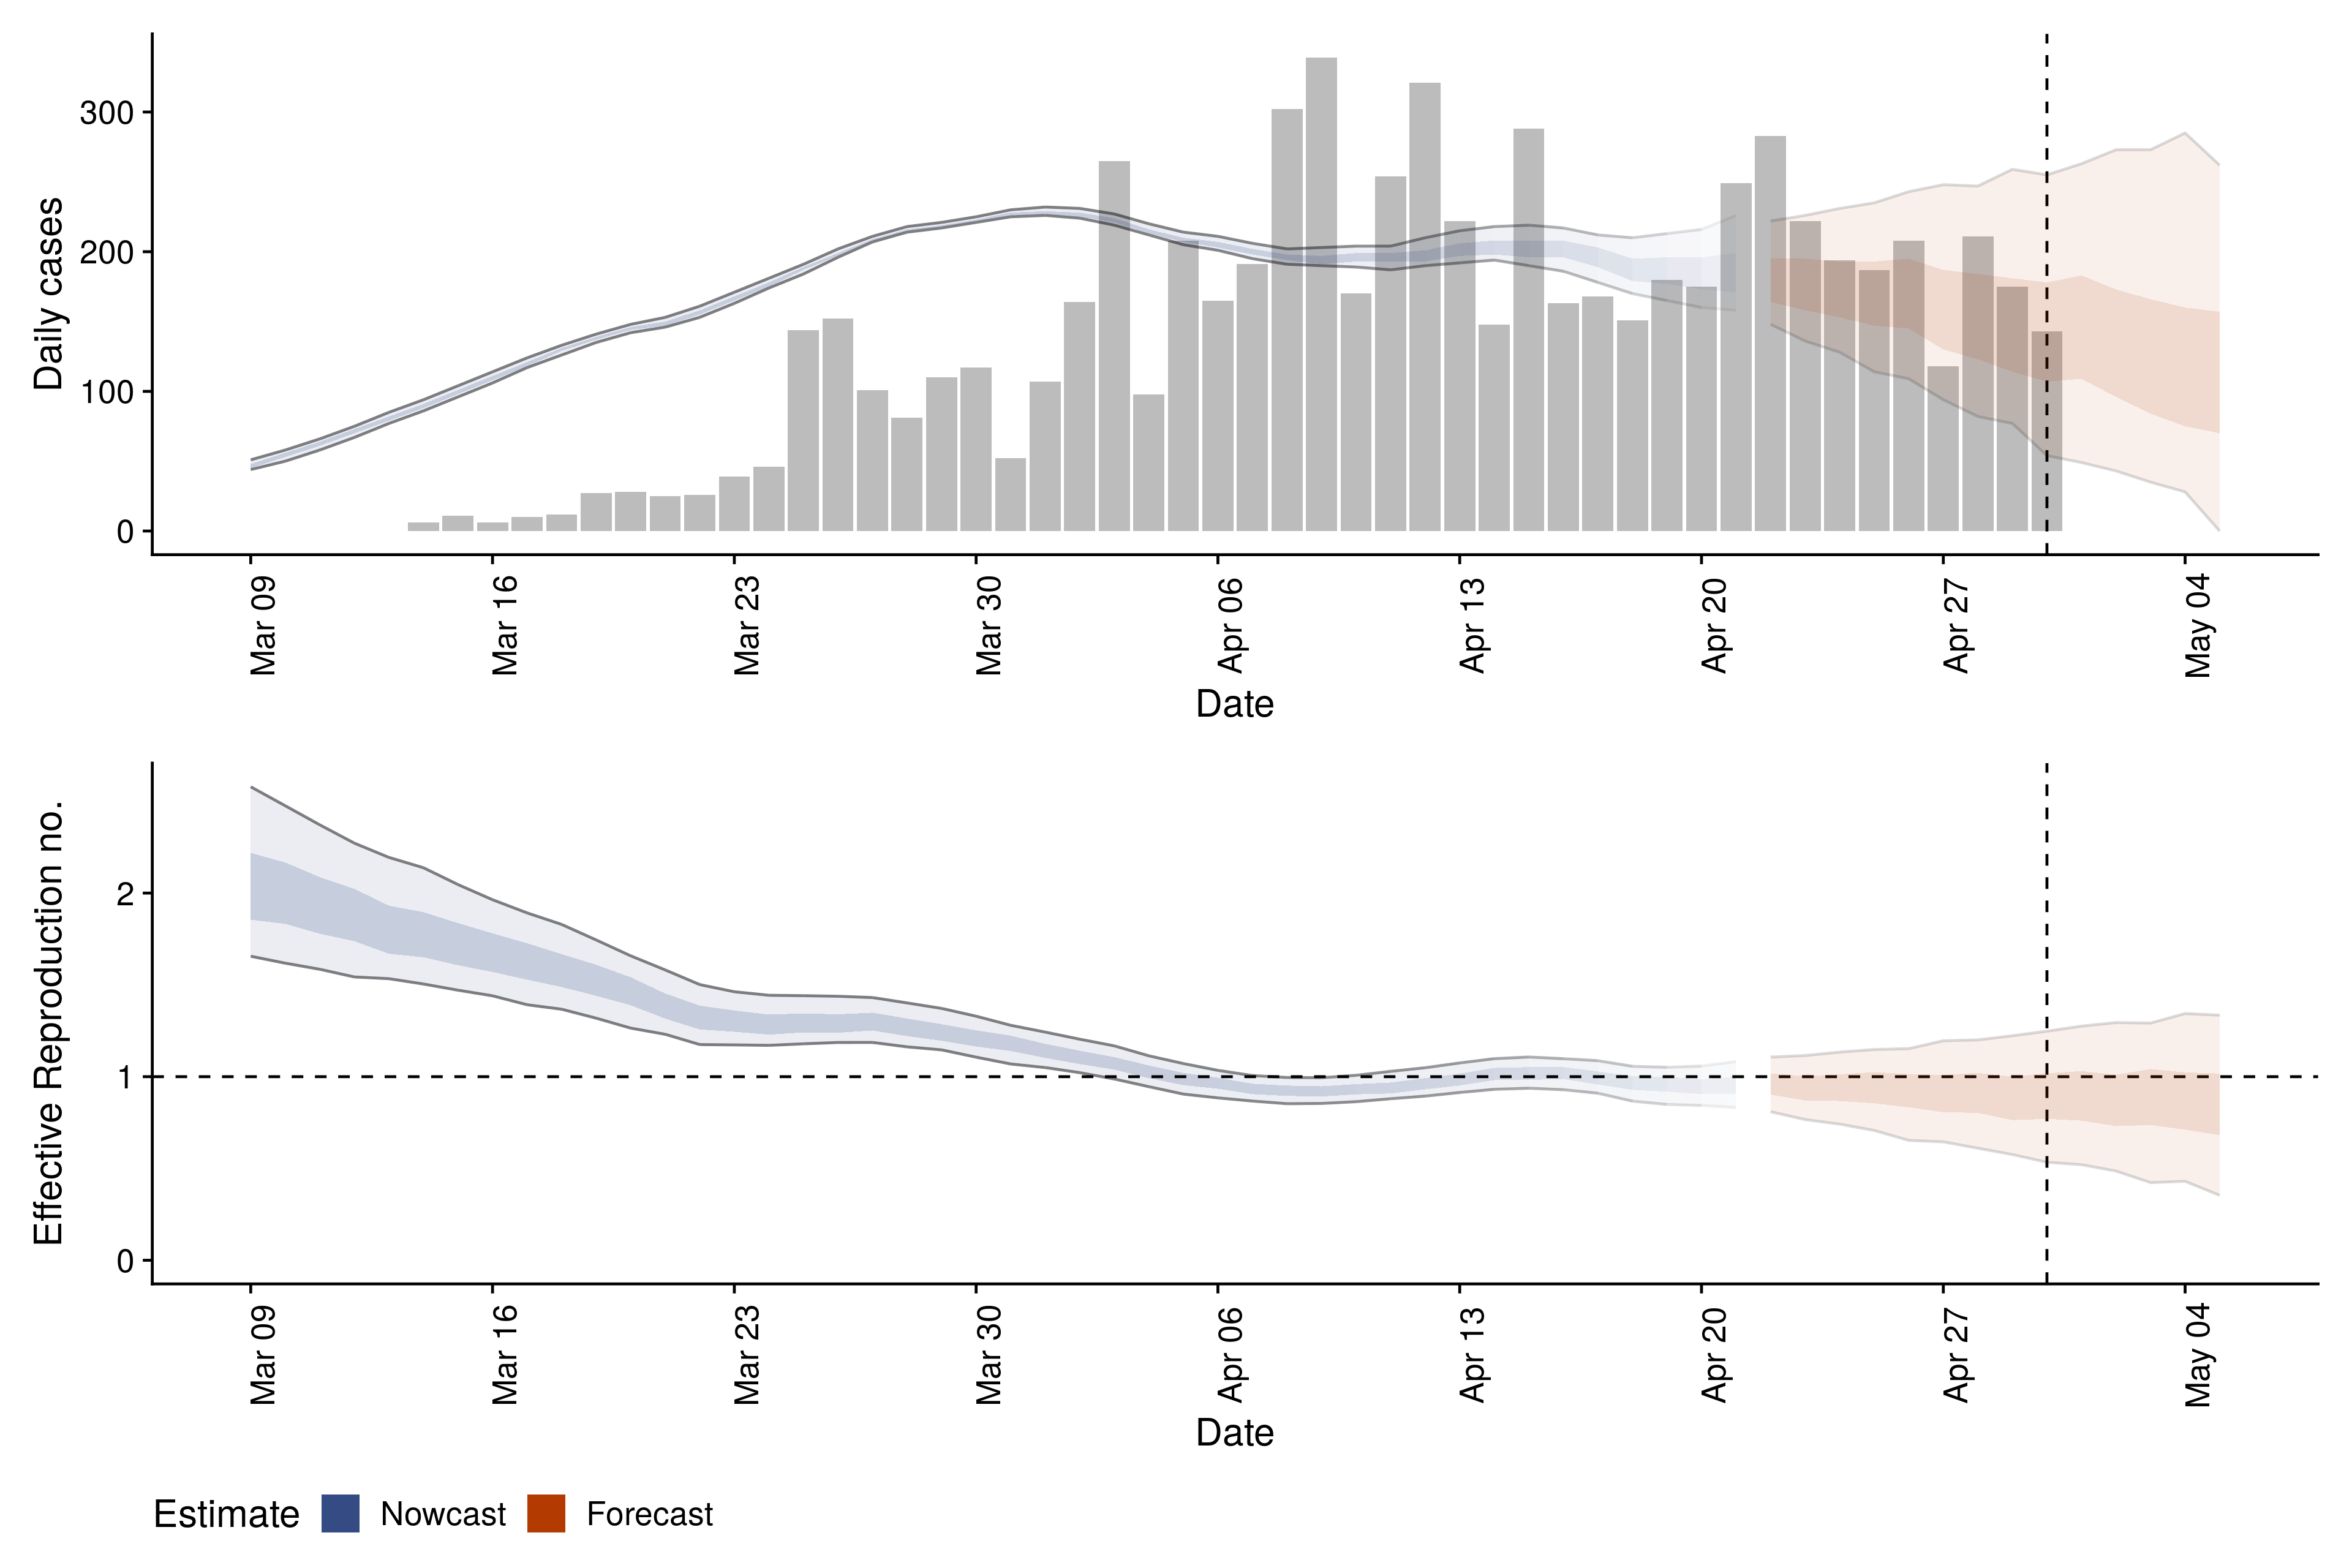 Daily cases
300
200
100
0
Mar 09
Mar 16
Mar 23
Mar 30
Apr 06
Apr 13
Apr 20
Apr 27
May 04
Date
Effective Reproduction no.
2
1
0
Mar 09
Mar 16
Mar 23
Mar 30
Apr 06
Apr 13
Apr 20
Apr 27
May 04
Date
Estimate Nowcast Forecast